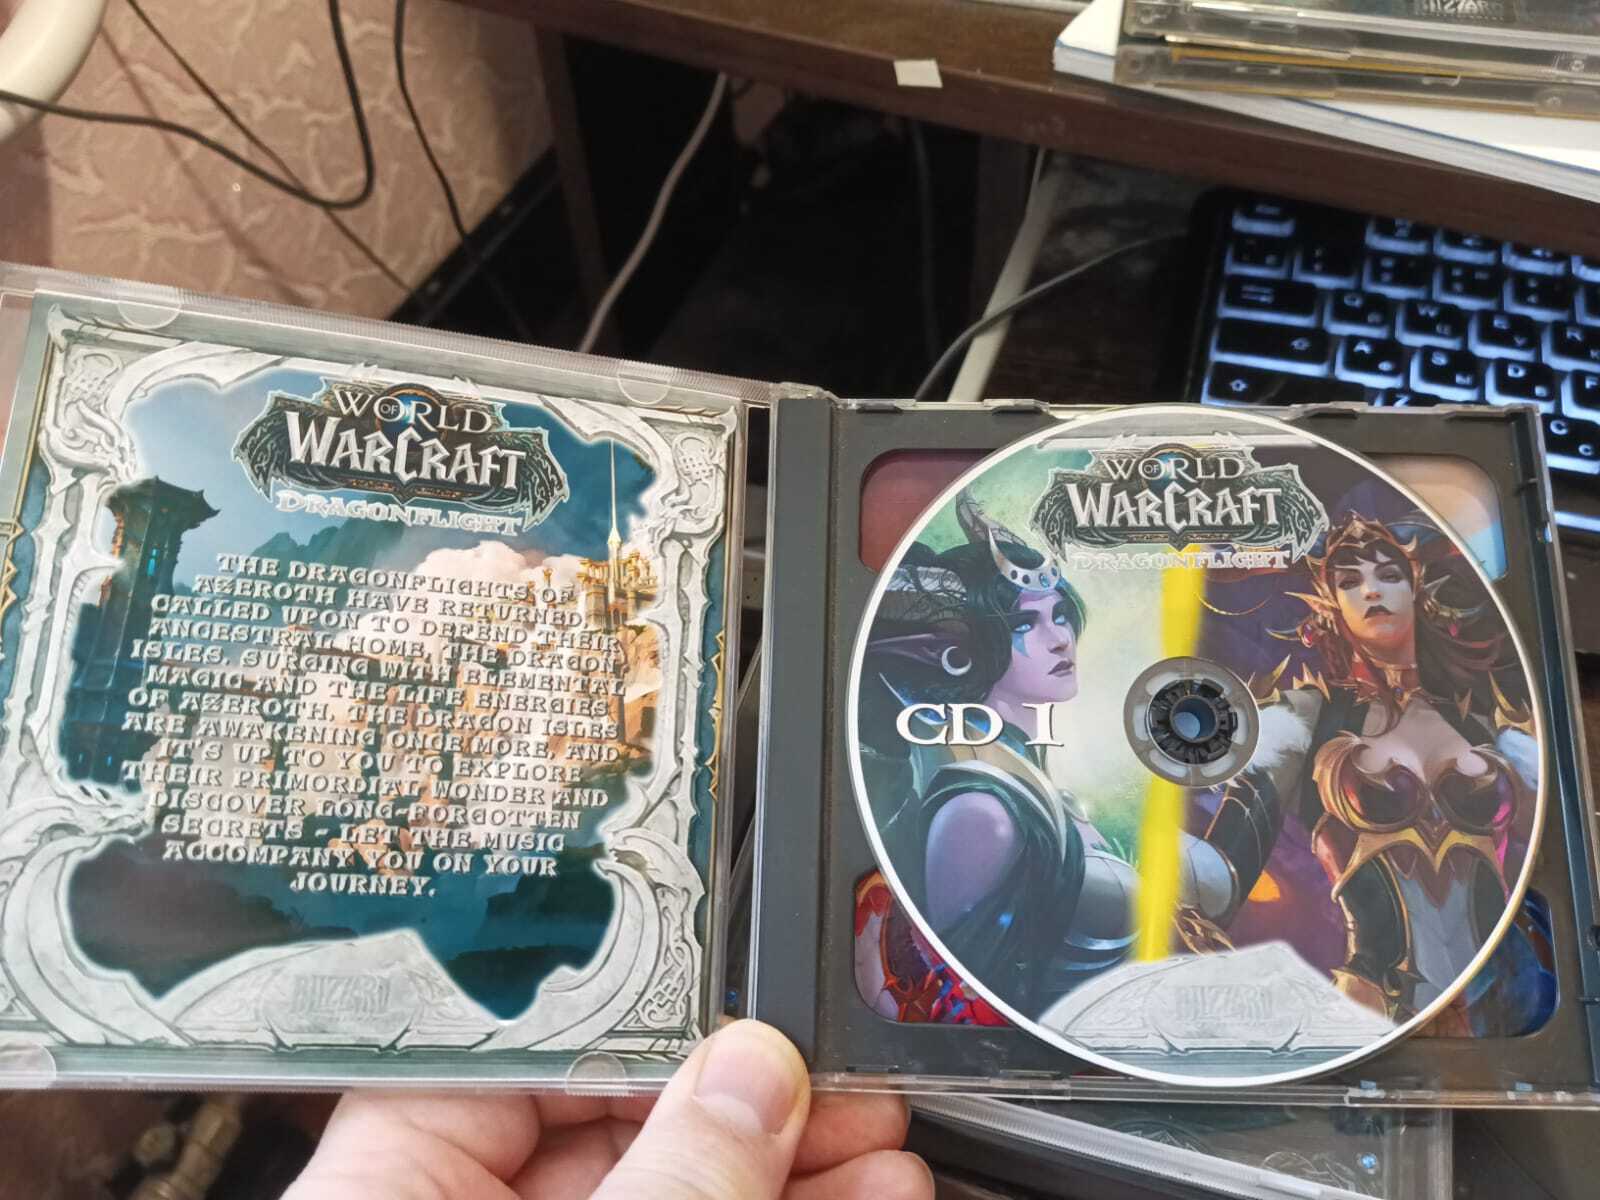 WORLD
OF
WARCRAFT
DRAGONFLIGHT
THE DRAGONFLIGHTS OF
AZEROTH HAVE RETURNED,
CALLED UPON TO DEFEND THEIR
ANCESTRAL HOME, THE DRAGON
ISLES. SURGING WITH ELEMENTAL
MAGIC AND THE LIFE ENERGIES
OF AZEROTH, THE DRAGON ISLES
ARE AWAKENING ONCE MORE, AND
IT'S UP TO YOU TO EXPLORE
THEIR PRIMORDIAL WONDER AND
DISCOVER LONG-FORGOTTEN
SECRETS - LET THE MUSIC
ACCOMPANY YOU ON YOUR
JOURNEY.
BLIZZARD
WORLD
OF
WARCRAFT
DRAGONFLIGHT
CD 1
BLIZZARD
BLIZZARD